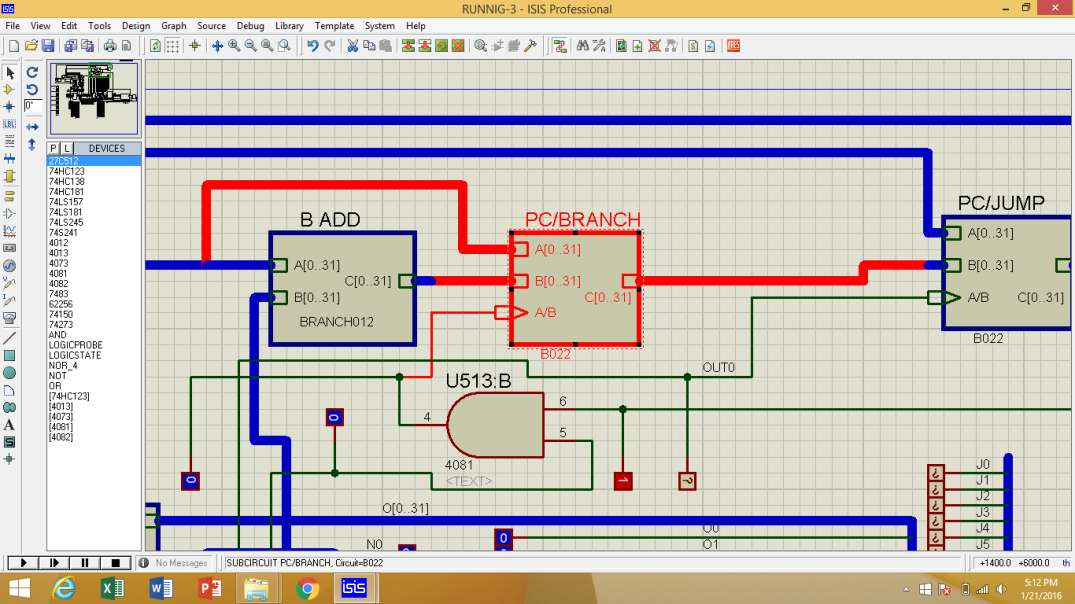 RUNNIG-3 - ISIS Professional
File View Edit Tools Design Graph Source Debug Library Template System Help
0°
P L DEVICES
27C512
74HC123
74HC138
74HC181
74LS157
74LS181
74LS245
74S241
4012
4013
4073
4081
4082
7483
62256
74150
74273
AND
LOGICPROBE
LOGICSTATE
NOR_4
NOT
OR
[74HC123]
[4013]
[4073]
[4081]
[4082]
B ADD
A[0..31]
C[0..31]
B[0..31]
BRANCH012
PC/BRANCH
A[0..31]
B[0..31]
C[0..31]
A/B
B022
PC/JUMP
A[0..31]
B[0..31]
A/B C[0..31]
B022
OUT0
U513:B
6
4
5
4081
<TEXT>
0
0
1
?
J0
J1
J2
J3
J4
J5
O[0..31]
O0
O1
0
N0
No Messages
SUBCIRCUIT PC/BRANCH, Circuit=B022
+1400.0 +6000.0 th
5:12 PM
1/21/2016